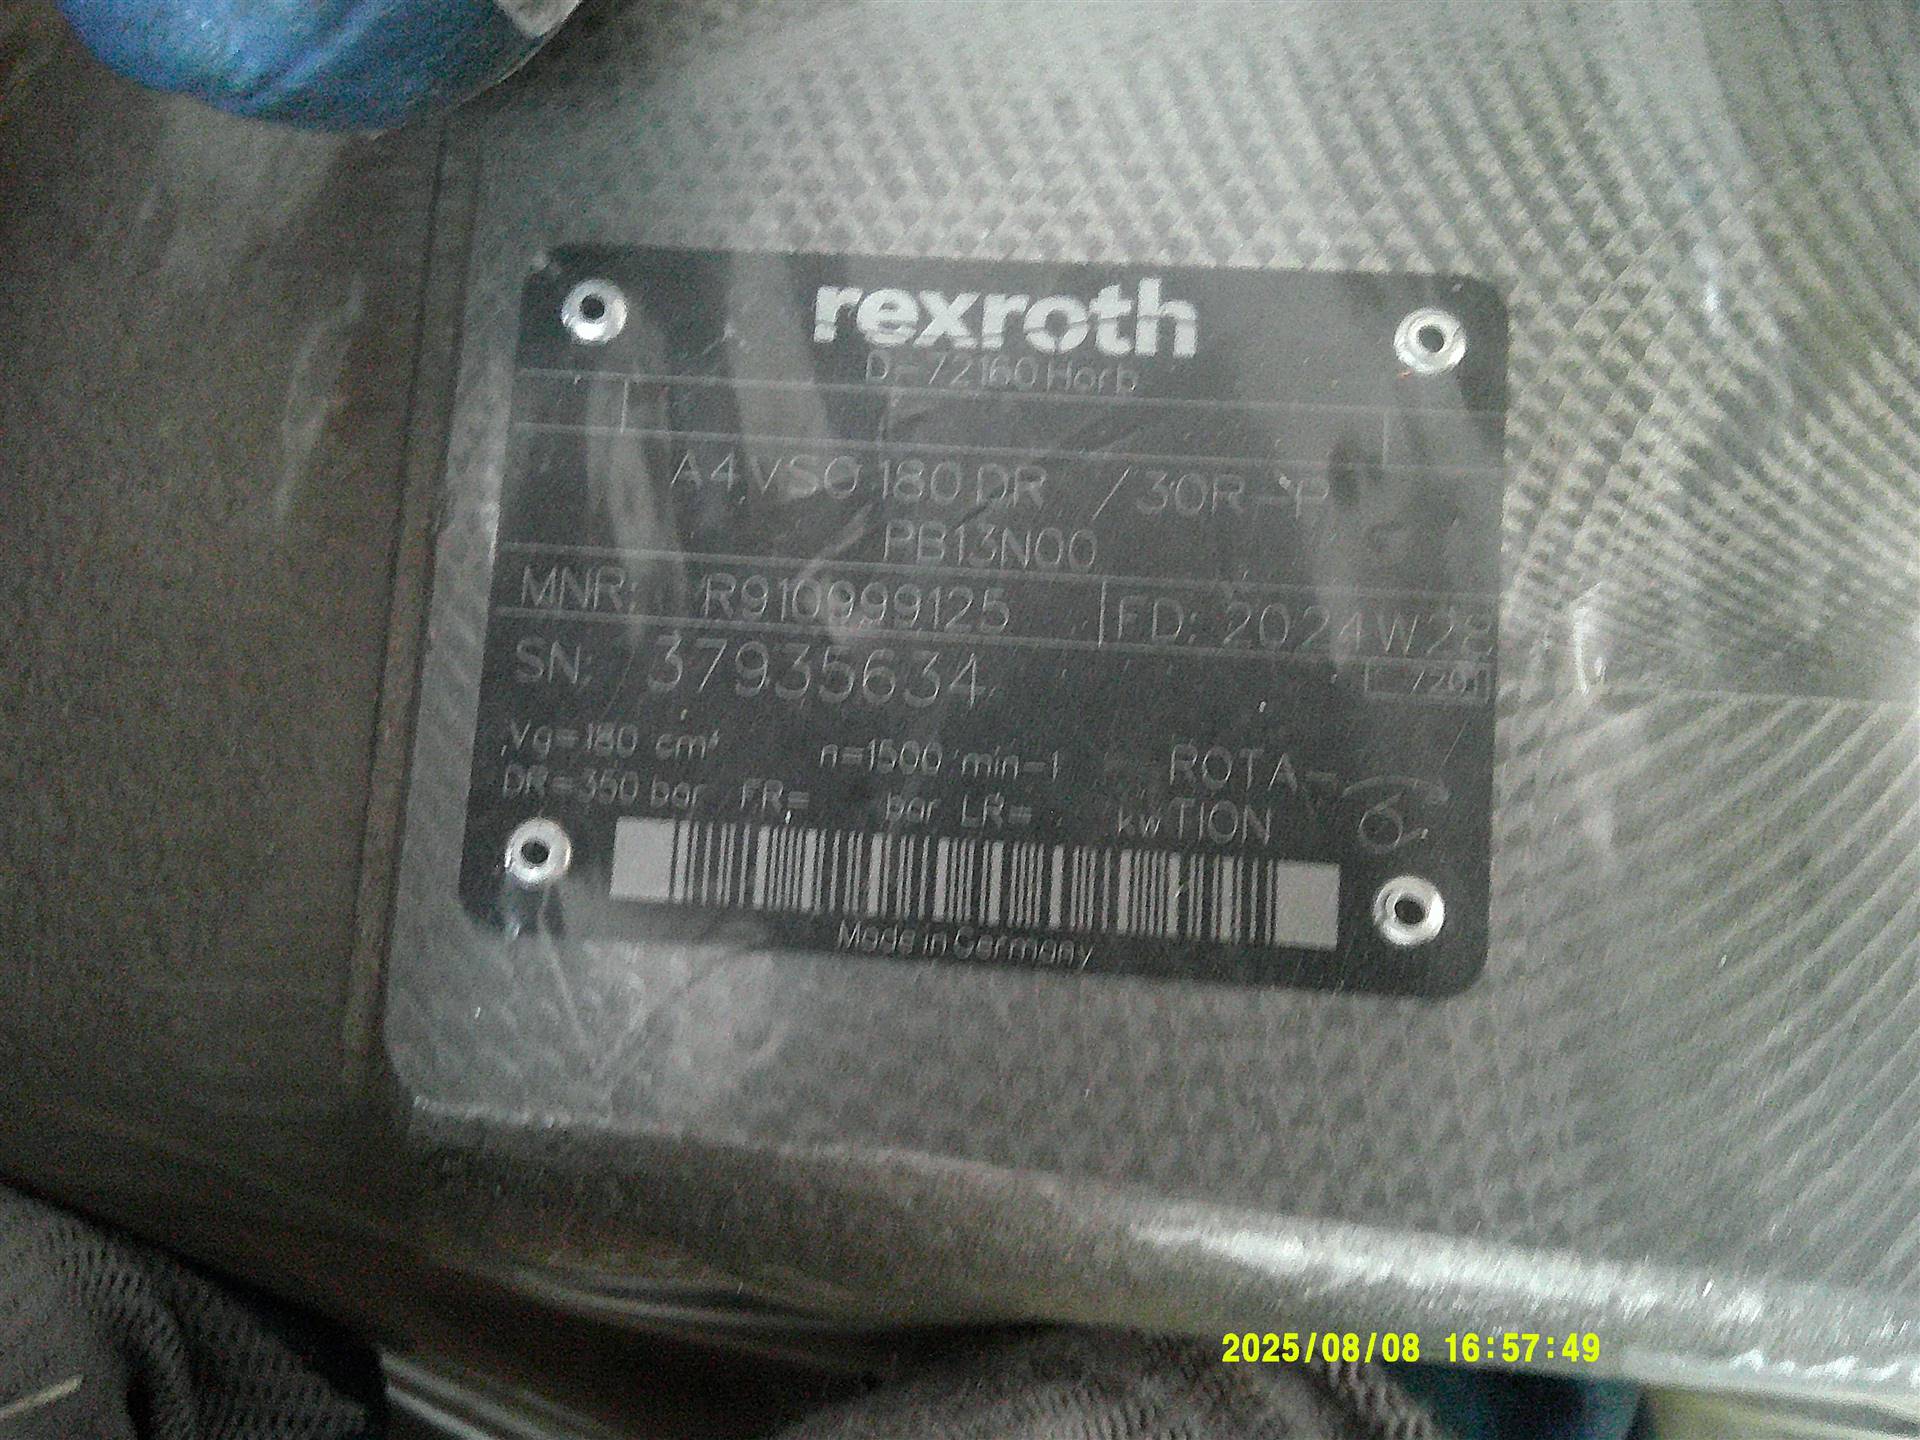 rexroth
D-72160 Horb
A4VSO 180 DR /30R-P
PB13N00
MNR: R910999125 FD: 2024W28
SN: 37935634
Vg=180 cm³ n=1500 min-1 ROTA-
DR=350 bar FR= bar LR= kW TION
Made in Germany
2025/08/08 16:57:49